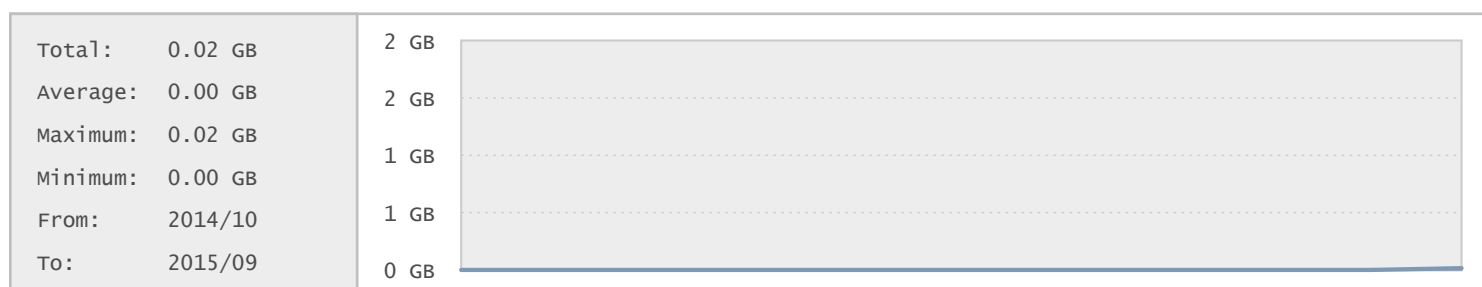 Total: 0.02 GB
Average: 0.00 GB
Maximum: 0.02 GB
Minimum: 0.00 GB
From: 2014/10
To: 2015/09
2 GB
2 GB
1 GB
1 GB
0 GB